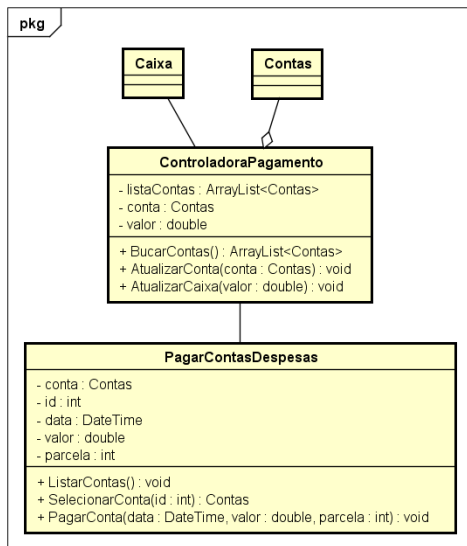 pkg
Caixa
Contas
ControladoraPagamento
- listaContas : ArrayList<Contas>
- conta : Contas
- valor : double
+ BucarContas() : ArrayList<Contas>
+ AtualizarConta(conta : Contas) : void
+ AtualizarCaixa(valor : double) : void
PagarContasDespesas
- conta : Contas
- id : int
- data : DateTime
- valor : double
- parcela : int
+ ListarContas() : void
+ SelecionarConta(id : int) : Contas
+ PagarConta(data : DateTime, valor : double, parcela : int) : void